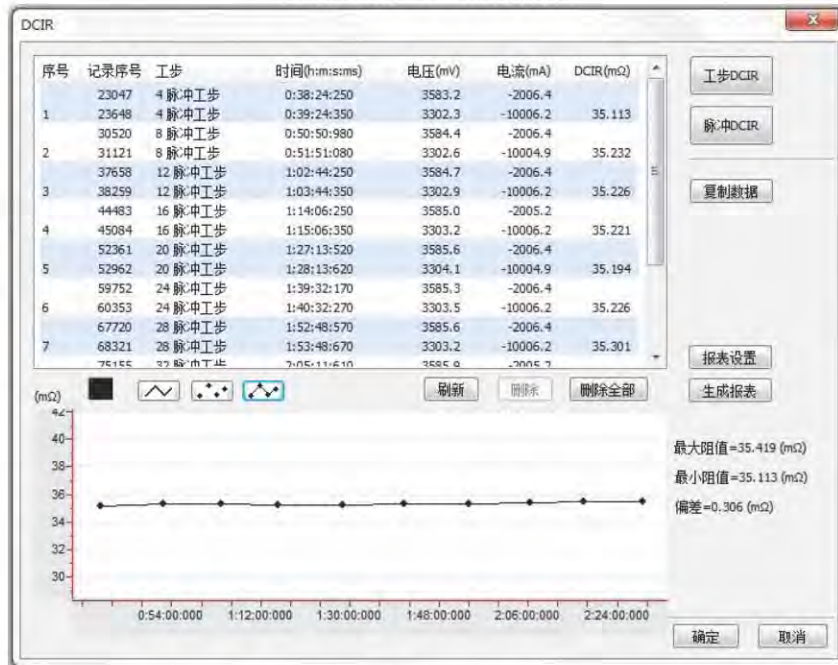 DCIR
序号 记录序号 工步 时间(h:m:s:ms) 电压(mV) 电流(mA) DCIR(mΩ)
23047 4 脉冲工步 0:38:24:250 3583.2 -2006.4
1 23648 4 脉冲工步 0:39:24:350 3302.3 -10006.2 35.113
30520 8 脉冲工步 0:50:50:980 3584.4 -2006.4
2 31121 8 脉冲工步 0:51:51:080 3302.6 -10004.9 35.232
37658 12 脉冲工步 1:02:44:250 3584.7 -2006.4
3 38259 12 脉冲工步 1:03:44:350 3302.9 -10006.2 35.226
44483 16 脉冲工步 1:14:06:250 3585.0 -2005.2
4 45084 16 脉冲工步 1:15:06:350 3303.2 -10006.2 35.221
52361 20 脉冲工步 1:27:13:520 3585.6 -2006.4
5 52962 20 脉冲工步 1:28:13:620 3304.1 -10004.9 35.194
59752 24 脉冲工步 1:39:32:170 3585.3 -2006.4
6 60353 24 脉冲工步 1:40:32:270 3303.5 -10006.2 35.226
67720 28 脉冲工步 1:52:48:570 3585.6 -2006.4
7 68321 28 脉冲工步 1:53:48:670 3303.2 -10006.2 35.301
75155 32 脉冲工步 2:05:11:610 3585.9
工步DCIR
脉冲DCIR
复制数据
报表设置
生成报表
刷新 删除 删除全部
(mΩ)
42
40
38
36
34
32
30
0:54:00:000 1:12:00:000 1:30:00:000 1:48:00:000 2:06:00:000 2:24:00:000
最大阻值=35.419 (mΩ)
最小阻值=35.113 (mΩ)
偏差=0.306 (mΩ)
确定 取消